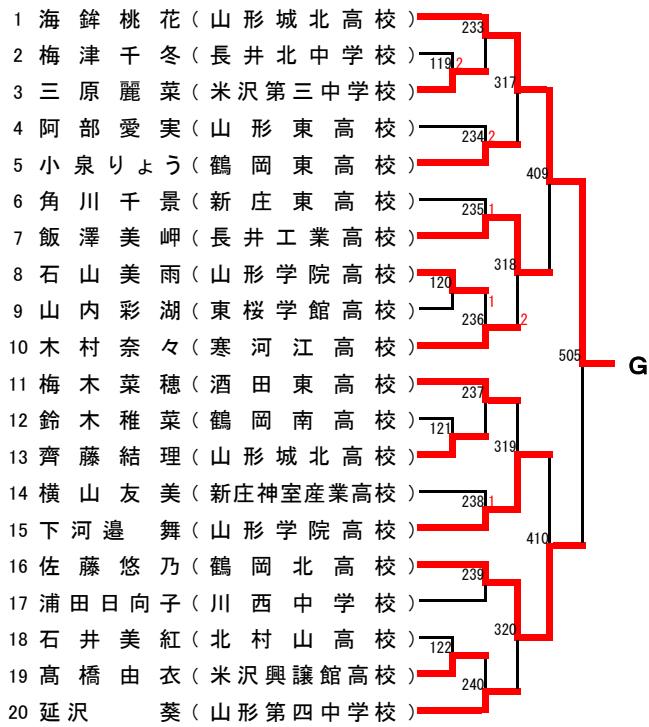 1 海鉾桃花（山形城北高校）
233
2 梅津千冬（長井北中学校）
119 2
317
3 三原麗菜（米沢第三中学校）
4 阿部愛実（山形東高校）
234 2
5 小泉りょう（鶴岡東高校）
409
6 角川千景（新庄東高校）
235 1
7 飯澤美岬（長井工業高校）
318
8 石山美雨（山形学院高校）
120
1
9 山内彩湖（東桜学館高校）
236 2
10 木村奈々（寒河江高校）
505
G
11 梅木菜穂（酒田東高校）
237
12 鈴木稚菜（鶴岡南高校）
121
319
13 齊藤結理（山形城北高校）
14 横山友美（新庄神室産業高校）
238 1
15 下河邉舞（山形学院高校）
410
16 佐藤悠乃（鶴岡北高校）
239
17 浦田日向子（川西中学校）
320
18 石井美紅（北村山高校）
122
19 髙橋由衣（米沢興譲館高校）
240
20 延沢葵（山形第四中学校）